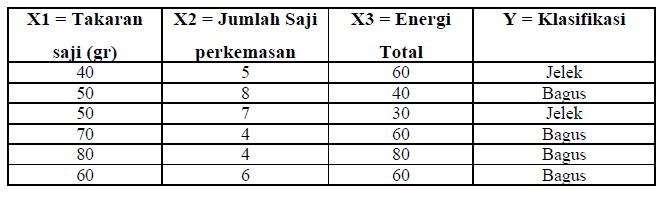 X1 = Takaran X2 = Jumlah Saji X3 = Energi Y = Klasifikasi
saji (gr) perkemasan Total
40 5 60 Jelek
50 8 40 Bagus
50 7 30 Jelek
70 4 60 Bagus
80 4 80 Bagus
60 6 60 Bagus